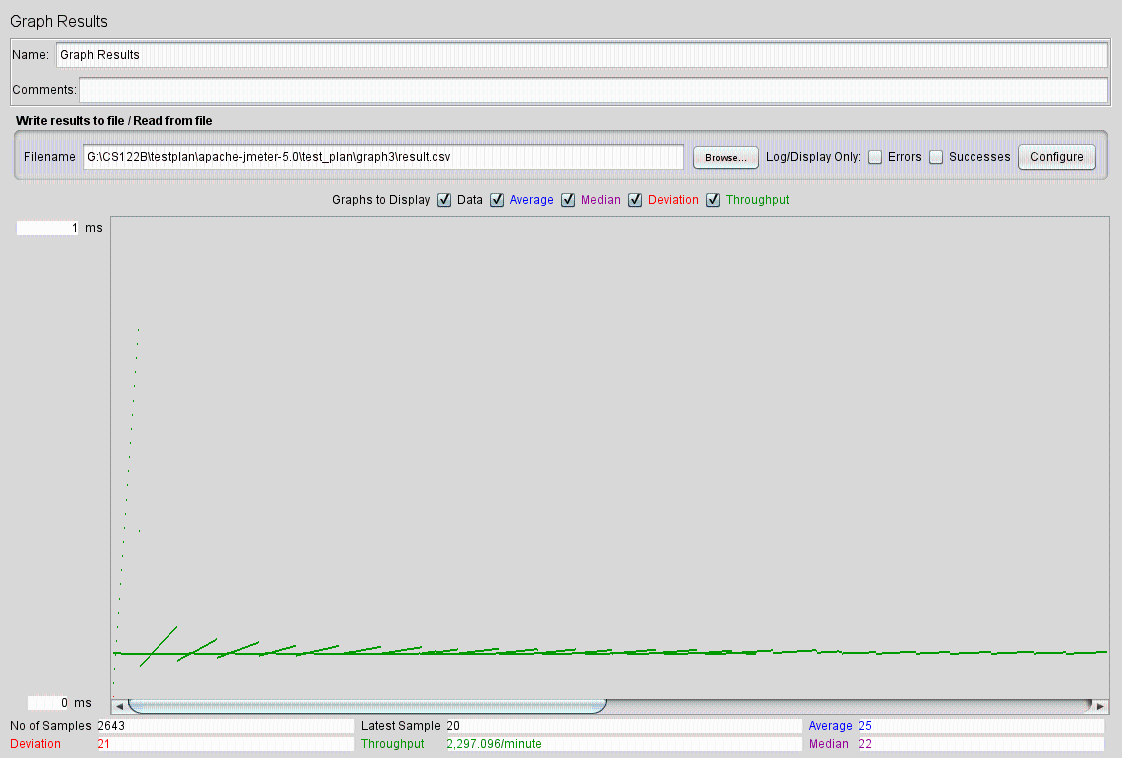 Graph Results
Name: Graph Results
Comments:
Write results to file / Read from file
Filename G:\CS122B\testplan\apache-jmeter-5.0\test_plan\graph3\result.csv Browse... Log/Display Only: Errors Successes Configure
Graphs to Display Data Average Median Deviation Throughput
1 ms
0 ms
No of Samples 2643 Latest Sample 20 Average 25
Deviation 21 Throughput 2,297.096/minute Median 22